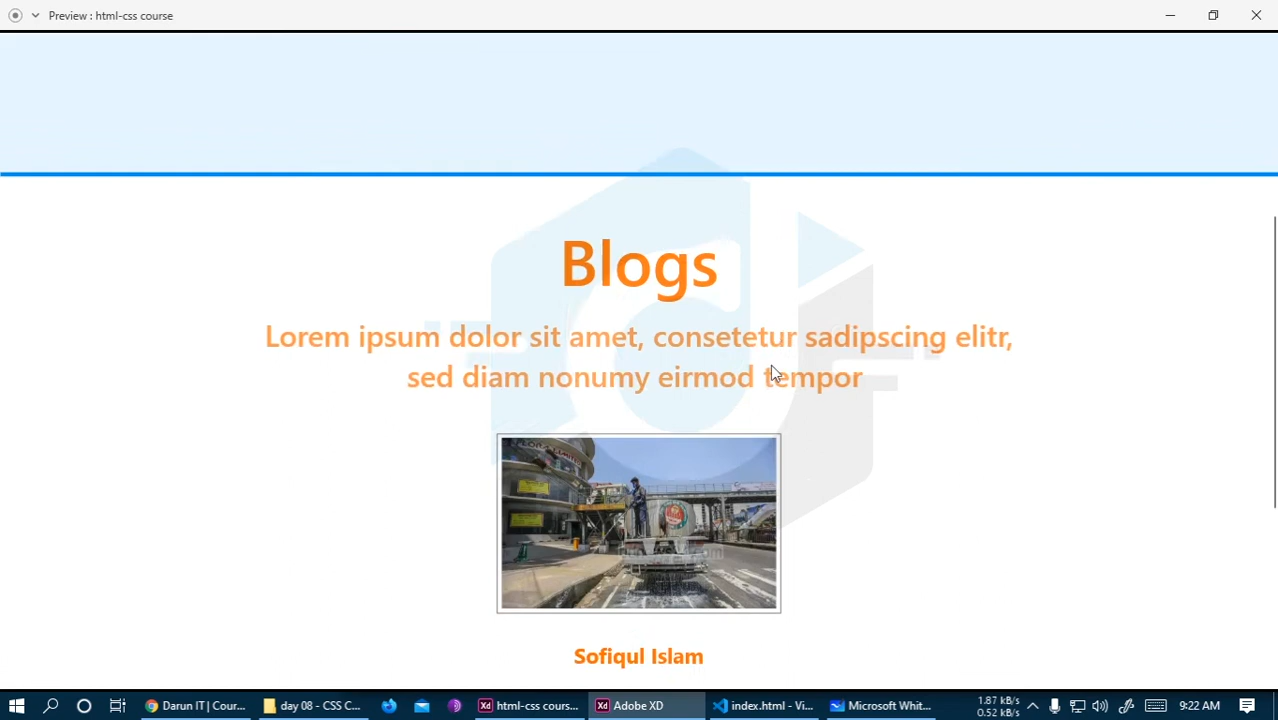 Preview : html-css course
Blogs
Lorem ipsum dolor sit amet, consetetur sadipscing elitr,
sed diam nonumy eirmod tempor
Sofiqul Islam
Darun IT | Cour...
day 08 - CSS C...
html-css cours...
Adobe XD
index.html - Vi...
Microsoft Whit...
1.87 kB/s
0.52 kB/s
9:22 AM